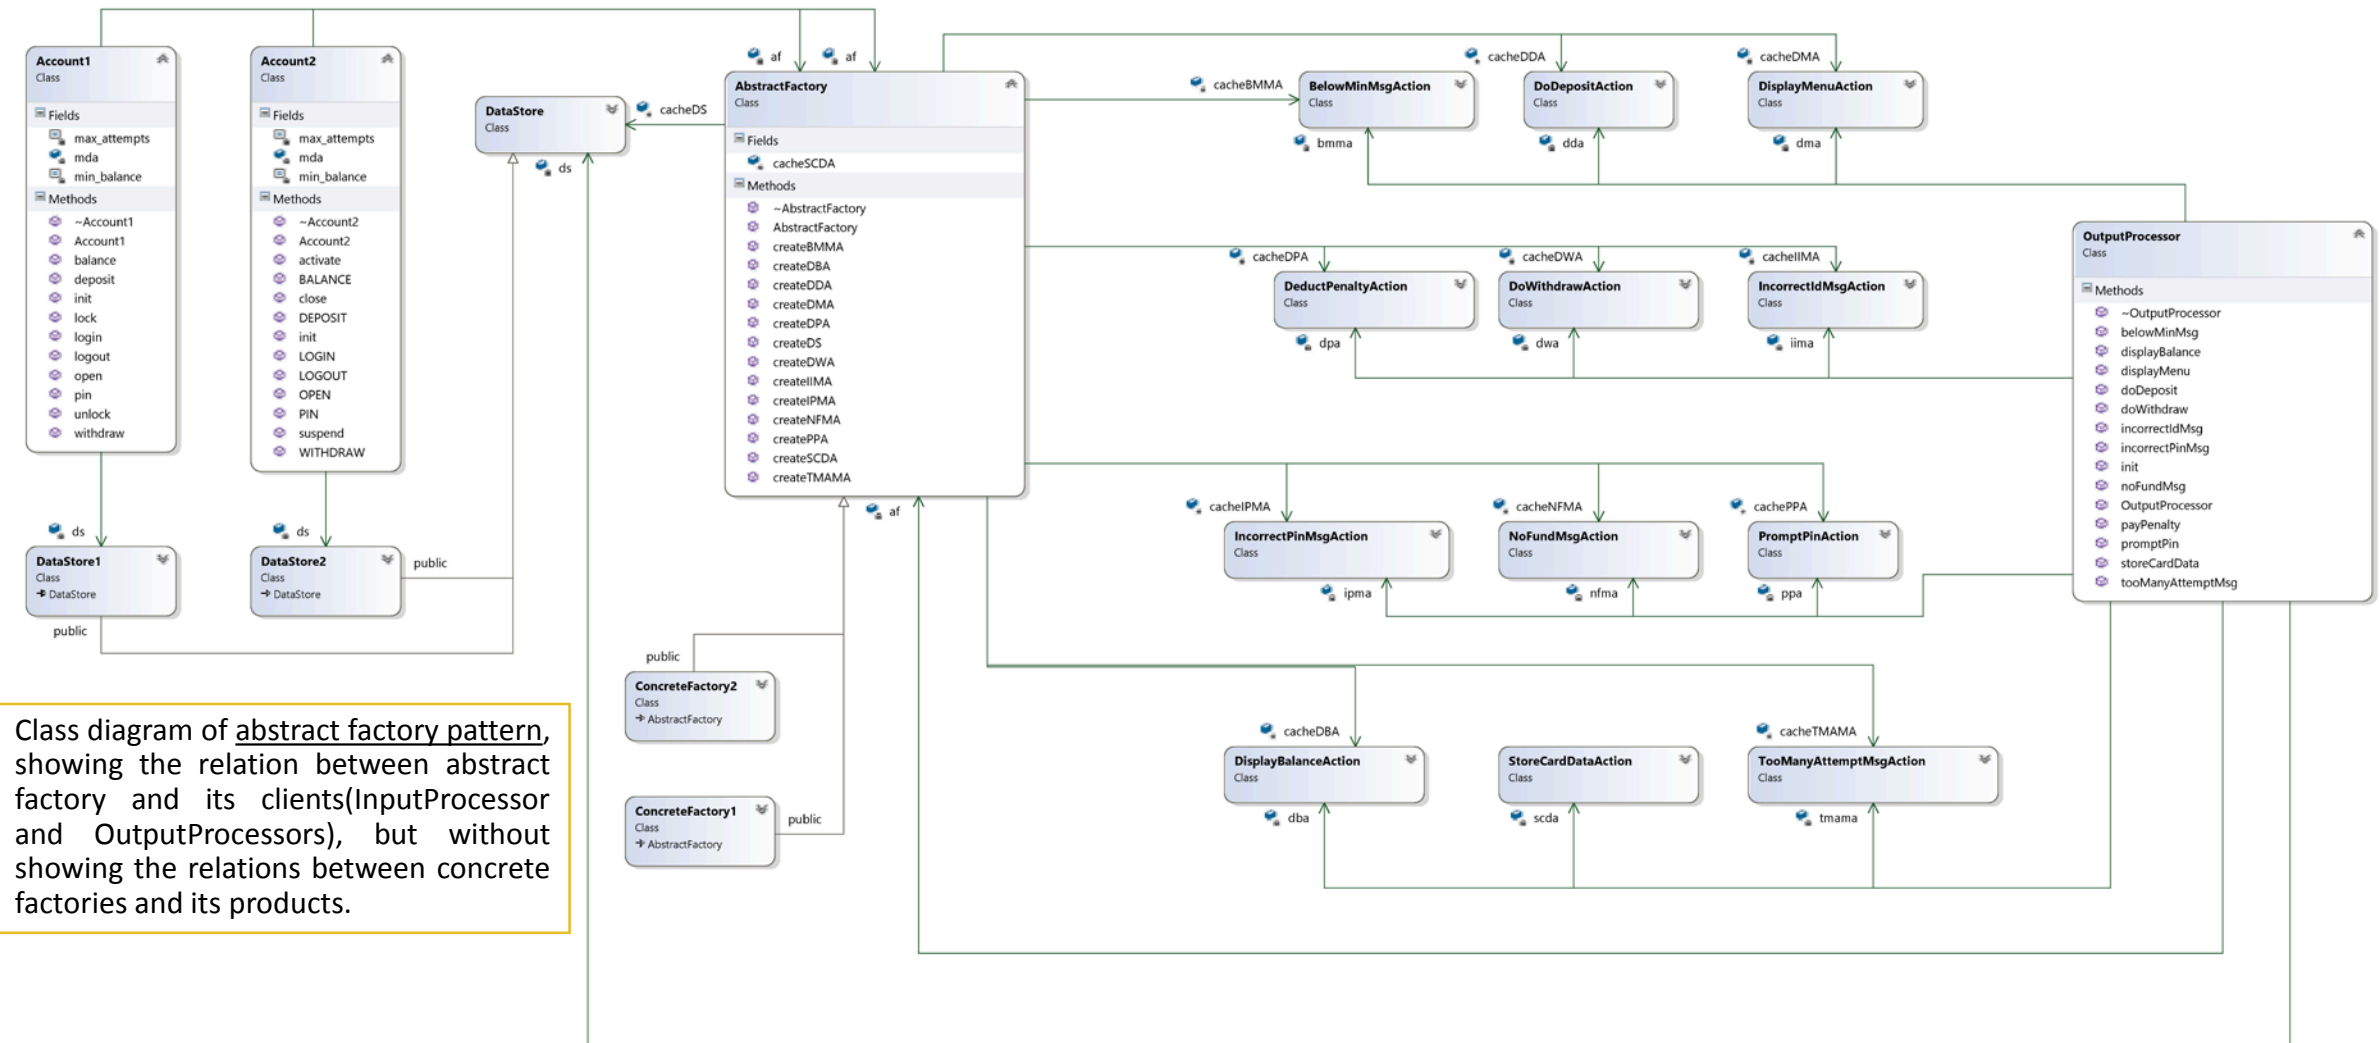 Account1
Class
Fields
max_attempts
mda
min_balance
Methods
~Account1
Account1
balance
deposit
init
lock
login
logout
open
pin
unlock
withdraw
Account2
Class
Fields
max_attempts
mda
min_balance
Methods
~Account2
Account2
activate
BALANCE
close
DEPOSIT
init
LOGIN
LOGOUT
OPEN
PIN
suspend
WITHDRAW
ds
DataStore1
Class
DataStore
public
ds
DataStore2
Class
DataStore
public
DataStore
Class
cacheDS
ds
af
af
AbstractFactory
Class
Fields
cacheSCDA
Methods
~AbstractFactory
AbstractFactory
createBMMA
createDBA
createDDA
createDMA
createDPA
createDS
createDWA
createIIMA
createIPMA
createNFMA
createPPA
createSCDA
createTMAMA
af
public
ConcreteFactory2
Class
AbstractFactory
ConcreteFactory1
Class
AbstractFactory
public
cacheBMMA
BelowMinMsgAction
Class
bmma
cacheDDA
DoDepositAction
Class
dda
cacheDMA
DisplayMenuAction
Class
dma
cacheDPA
DeductPenaltyAction
Class
dpa
cacheDWA
DoWithdrawAction
Class
dwa
cacheIIMA
IncorrectIdMsgAction
Class
iima
cacheIPMA
IncorrectPinMsgAction
Class
ipma
cacheNFMA
NoFundMsgAction
Class
nfma
cachePPA
PromptPinAction
Class
ppa
cacheDBA
DisplayBalanceAction
Class
dba
StoreCardDataAction
Class
scda
cacheTMAMA
TooManyAttemptMsgAction
Class
tmama
OutputProcessor
Class
Methods
~OutputProcessor
belowMinMsg
displayBalance
displayMenu
doDeposit
doWithdraw
incorrectIdMsg
incorrectPinMsg
init
noFundMsg
OutputProcessor
payPenalty
promptPin
storeCardData
tooManyAttemptMsg
Class diagram of abstract factory pattern,
showing the relation between abstract
factory and its clients(InputProcessor
and OutputProcessors), but without
showing the relations between concrete
factories and its products.